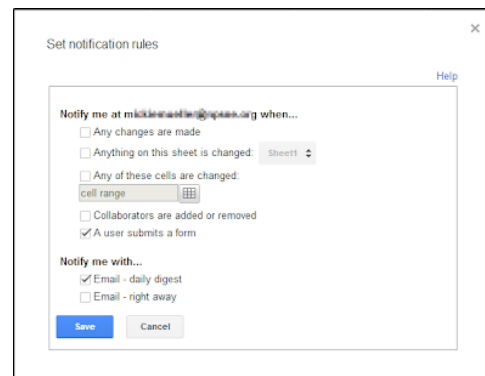 Set notification rules
Help
Notify me at when...
Any changes are made
Anything on this sheet is changed: Sheet1
Any of these cells are changed:
cell range
Collaborators are added or removed
A user submits a form
Notify me with...
Email - daily digest
Email - right away
Save Cancel